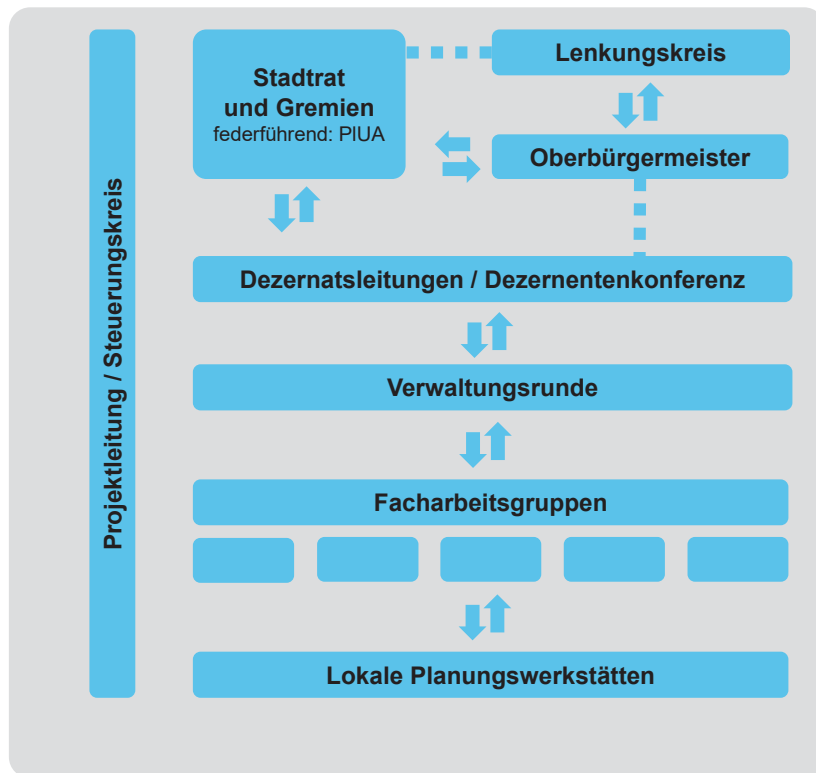 Projektleitung / Steuerungskreis
Stadtrat
und Gremien
federführend: PlUA
Lenkungskreis
Oberbürgermeister
Dezernatsleitungen / Dezernentenkonferenz
Verwaltungsrunde
Facharbeitsgruppen
Lokale Planungswerkstätten